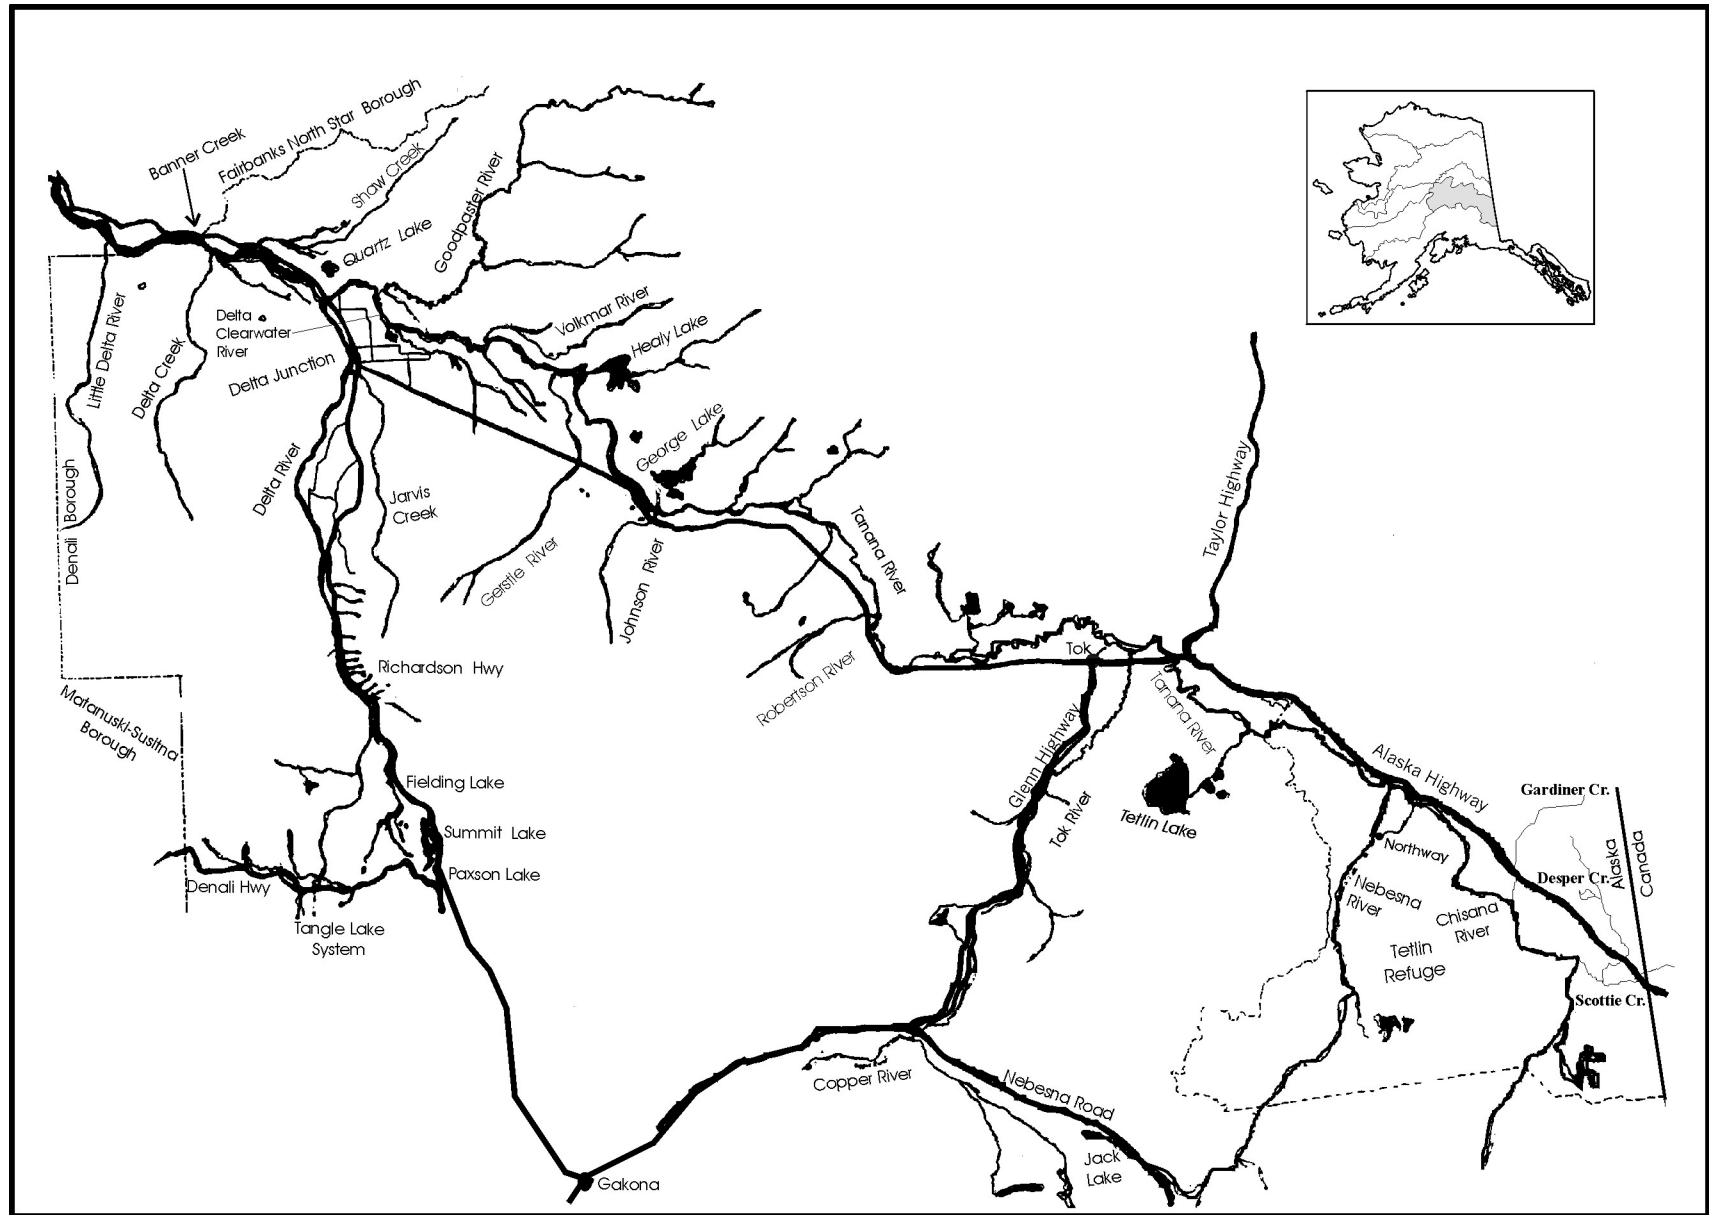 Banner Creek
Fairbanks North Star Borough
Shaw Creek
Goodpaster River
Quartz Lake
Little Delta River
Delta Creek
Delta
Clearwater
River
Volkmar River
Healy Lake
Delta Junction
George Lake
Denali Borough
Delta River
Jarvis
Creek
Gerstle River
Johnson River
Tanana River
Taylor Highway
Richardson Hwy
Robertson River
Tok
Matanuski-Susitna
Borough
Tanana River
Glenn Highway
Alaska Highway
Fielding Lake
Tok River
Tetlin Lake
Gardiner Cr.
Summit Lake
Northway
Alaska
Canada
Denali Hwy
Paxson Lake
Desper Cr.
Nebesna
River
Chisana
River
Tangle Lake
System
Tetlin
Refuge
Scottie Cr.
Copper River
Nebesna Road
Jack
Lake
Gakona